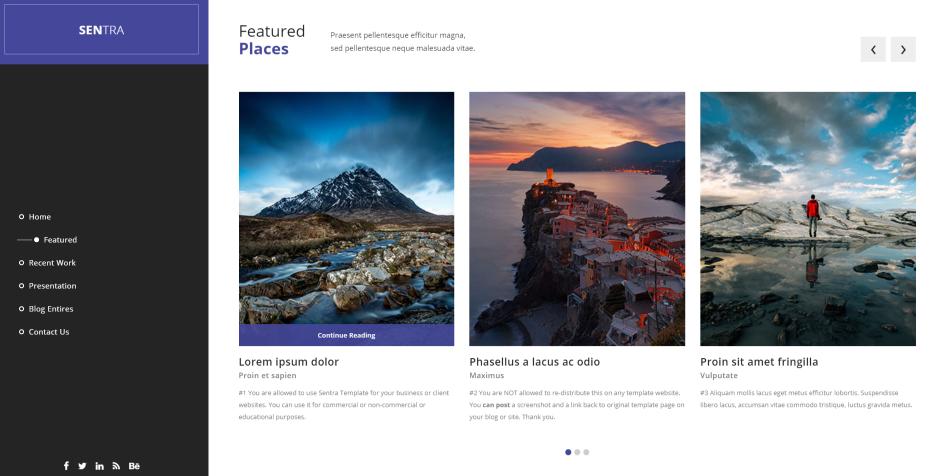 SENTRA
Home
Featured
Recent Work
Presentation
Blog Entires
Contact Us
Featured
Places
Praesent pellentesque efficitur magna,
sed pellentesque neque malesuada vitae.
Continue Reading
Lorem ipsum dolor
Proin et sapien
#1 You are allowed to use Sentra Template for your business or client
websites. You can use it for commercial or non-commercial or
educational purposes.
Phasellus a lacus ac odio
Maximus
#2 You are NOT allowed to re-distribute this on any template website.
You can post a screenshot and a link back to original template page on
your blog or site. Thank you.
Proin sit amet fringilla
Vulputate
#3 Aliquam mollis lacus eget metus efficitur lobortis. Suspendisse
libero lacus, accumsan vitae commodo tristique, luctus gravida metus.